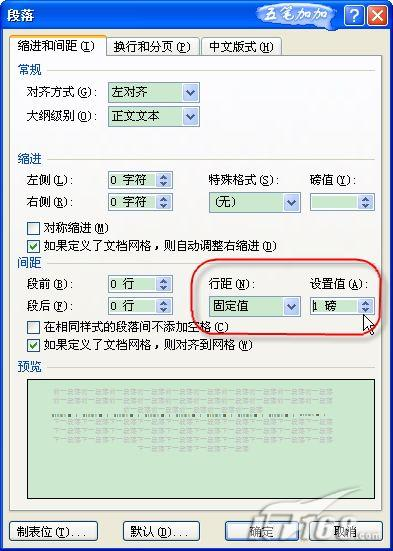 段落
五笔加加
缩进和间距(I) 换行和分页(P) 中文版式(H)
常规
对齐方式(G): 左对齐
大纲级别(O): 正文文本
缩进
左侧(L): 0 字符 特殊格式(S): 磅值(Y):
右侧(R): 0 字符 (无)
对称缩进(M)
如果定义了文档网格，则自动调整右缩进(D)
间距
段前(B): 0 行 行距(N): 设置值(A):
段后(F): 0 行 固定值 1 磅
在相同样式的段落间不添加空格(C)
如果定义了文档网格，则对齐到网格(W)
预览
制表位(T)... 默认(D)... 确定 取消
IT168.com